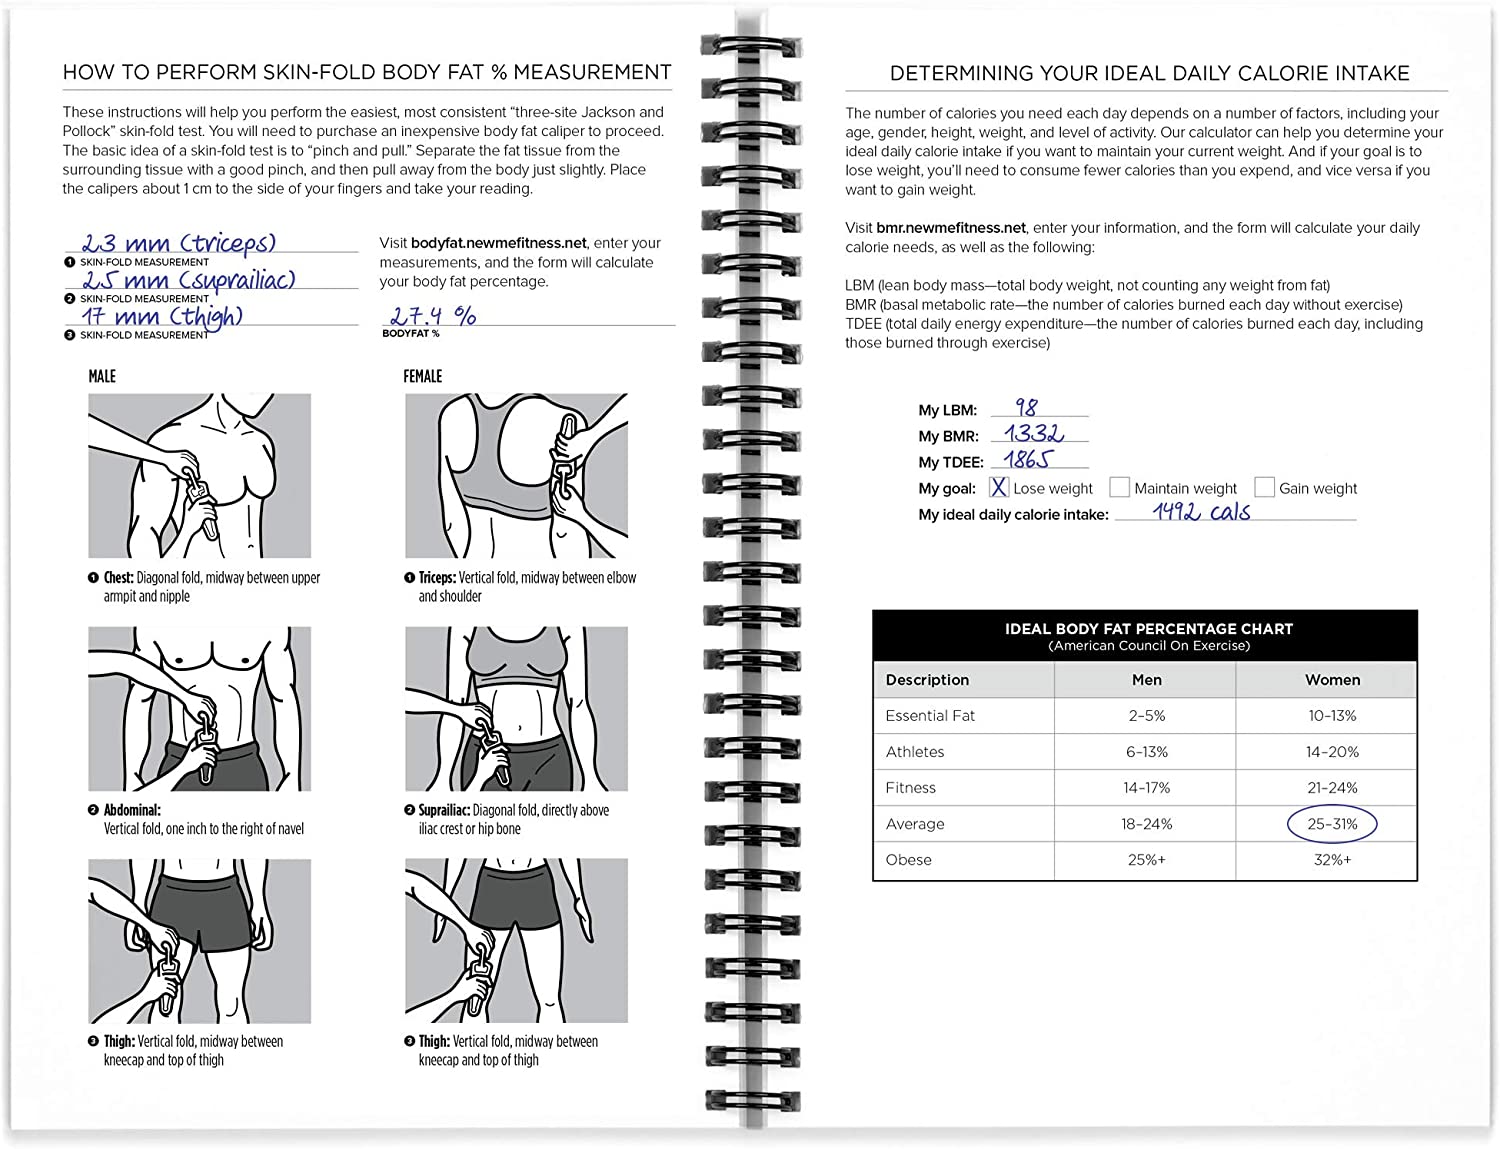 HOW TO PERFORM SKIN-FOLD BODY FAT % MEASUREMENT
These instructions will help you perform the easiest, most consistent “three-site Jackson and
Pollock” skin-fold test. You will need to purchase an inexpensive body fat caliper to proceed.
The basic idea of a skin-fold test is to “pinch and pull.” Separate the fat tissue from the
surrounding tissue with a good pinch, and then pull away from the body just slightly. Place
the calipers about 1 cm to the side of your fingers and take your reading.
23 mm (triceps)
1 SKIN-FOLD MEASUREMENT
25 mm (suprailiac)
2 SKIN-FOLD MEASUREMENT
17 mm (thigh)
3 SKIN-FOLD MEASUREMENT
Visit bodyfat.newmefitness.net, enter your
measurements, and the form will calculate
your body fat percentage.
27.4 %
BODYFAT %
MALE
1 Chest: Diagonal fold, midway between upper
armpit and nipple
2 Abdominal:
Vertical fold, one inch to the right of navel
3 Thigh: Vertical fold, midway between
kneecap and top of thigh
FEMALE
1 Triceps: Vertical fold, midway between elbow
and shoulder
2 Suprailiac: Diagonal fold, directly above
iliac crest or hip bone
3 Thigh: Vertical fold, midway between
kneecap and top of thigh
DETERMINING YOUR IDEAL DAILY CALORIE INTAKE
The number of calories you need each day depends on a number of factors, including your
age, gender, height, weight, and level of activity. Our calculator can help you determine your
ideal daily calorie intake if you want to maintain your current weight. And if your goal is to
lose weight, you’ll need to consume fewer calories than you expend, and vice versa if you
want to gain weight.
Visit bmr.newmefitness.net, enter your information, and the form will calculate your daily
calorie needs, as well as the following:
LBM (lean body mass—total body weight, not counting any weight from fat)
BMR (basal metabolic rate—the number of calories burned each day without exercise)
TDEE (total daily energy expenditure—the number of calories burned each day, including
those burned through exercise)
My LBM: 98
My BMR: 1332
My TDEE: 1865
My goal: X Lose weight Maintain weight Gain weight
My ideal daily calorie intake: 1492 cals
IDEAL BODY FAT PERCENTAGE CHART
(American Council On Exercise)
Description Men Women
Essential Fat 2–5% 10–13%
Athletes 6–13% 14–20%
Fitness 14–17% 21–24%
Average 18–24% 25–31%
Obese 25%+ 32%+